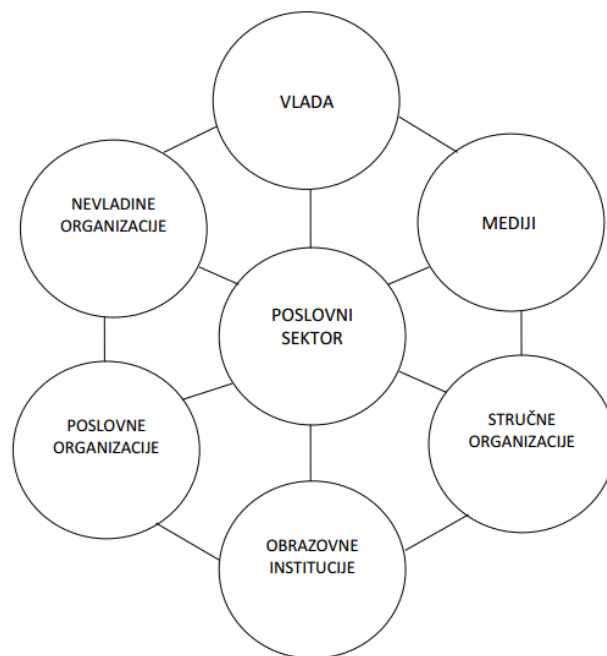 VLADA
NEVLADINE
ORGANIZACIJE
MEDIJI
POSLOVNI
SEKTOR
POSLOVNE
ORGANIZACIJE
STRUČNE
ORGANIZACIJE
OBRAZOVNE
INSTITUCIJE